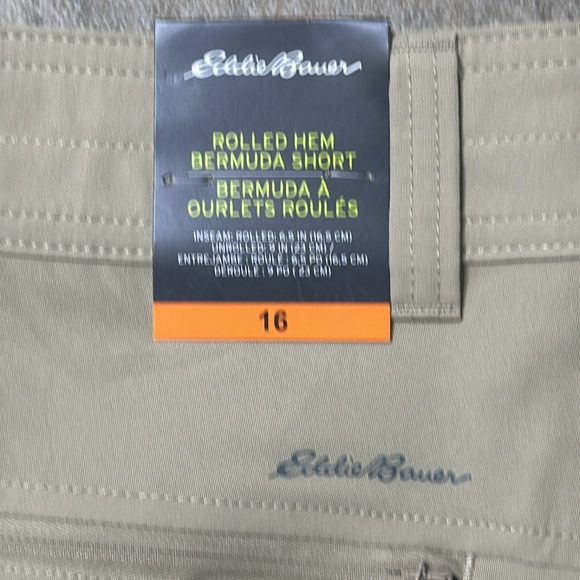 Eddie Bauer
ROLLED HEM
BERMUDA SHORT
BERMUDA À
OURLETS ROULÉS
INSEAM: ROLLED: 6.5 IN (16,5 CM)
UNROLLED: 9 IN (23 CM) /
ENTREJAMBE : ROULÉ : 6,5 PO (16,5 CM)
DÉROULÉ : 9 PO ( 23 CM)
16
Eddie Bauer